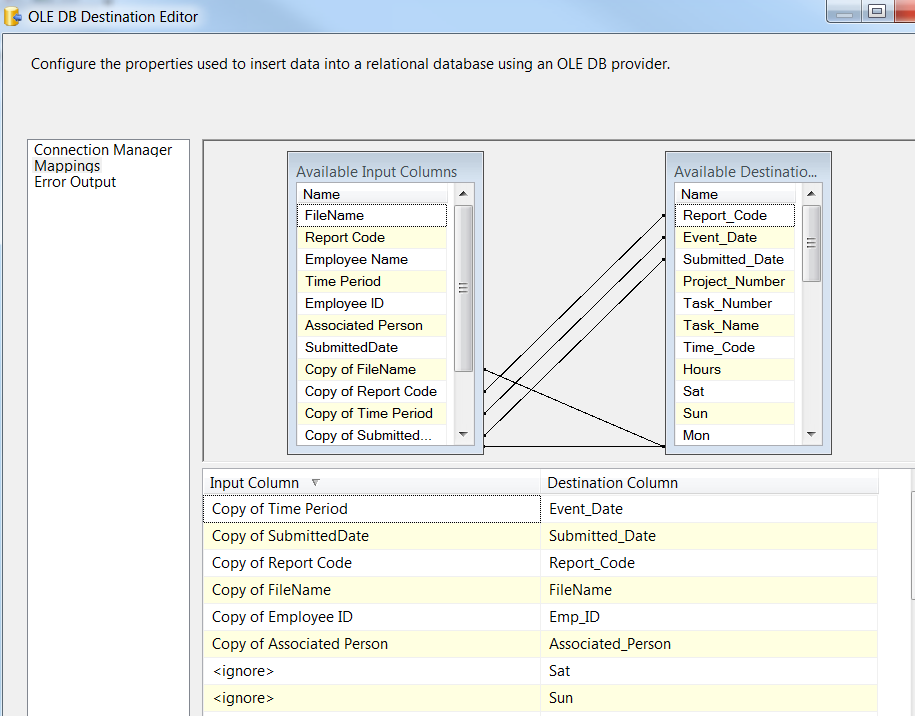 OLE DB Destination Editor
Configure the properties used to insert data into a relational database using an OLE DB provider.
Connection Manager
Mappings
Error Output
Available Input Columns
Name
FileName
Report Code
Employee Name
Time Period
Employee ID
Associated Person
SubmittedDate
Copy of FileName
Copy of Report Code
Copy of Time Period
Copy of Submitted...
Available Destinatio...
Name
Report_Code
Event_Date
Submitted_Date
Project_Number
Task_Number
Task_Name
Time_Code
Hours
Sat
Sun
Mon
Input Column Destination Column
Copy of Time Period Event_Date
Copy of SubmittedDate Submitted_Date
Copy of Report Code Report_Code
Copy of FileName FileName
Copy of Employee ID Emp_ID
Copy of Associated Person Associated_Person
<ignore> Sat
<ignore> Sun